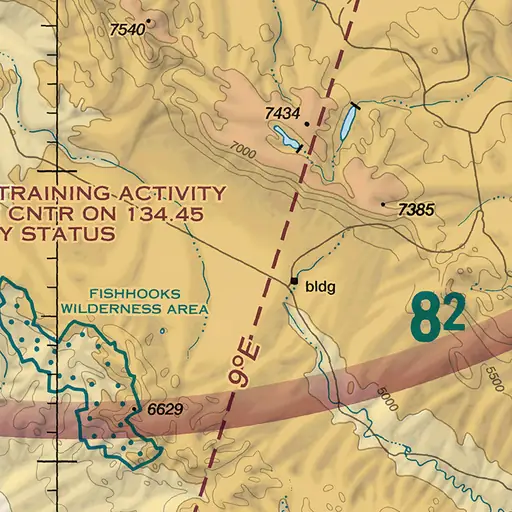 7540
7434
7000
TRAINING ACTIVITY
CNTR ON 134.45
Y STATUS
7385
bldg
FISHHOOKS
WILDERNESS AREA
82
9°E
5500
5000
6629